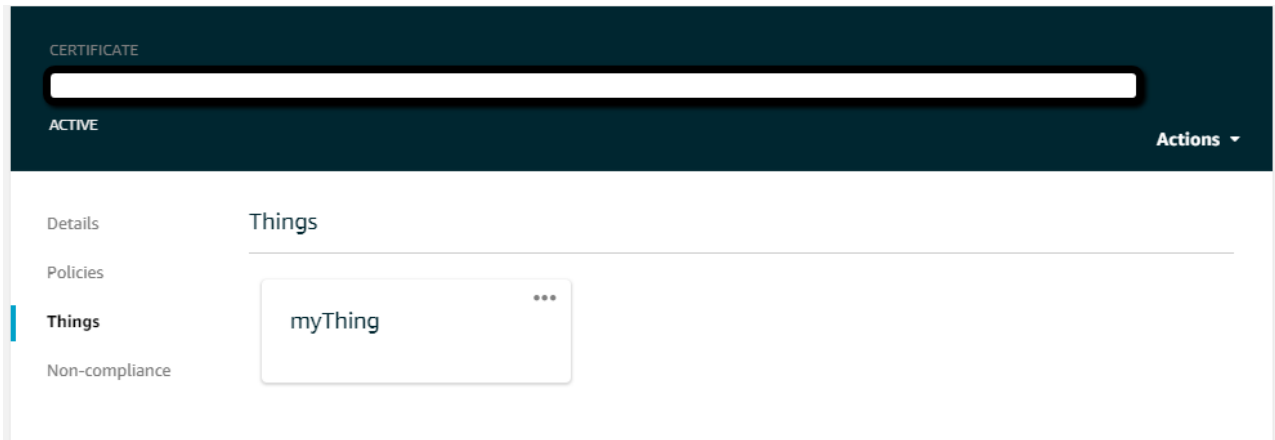 CERTIFICATE
ACTIVE
Actions
Details
Things
Policies
•••
Things
myThing
Non-compliance